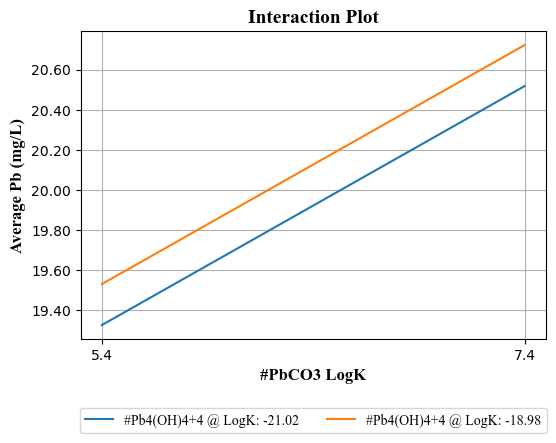 Interaction Plot
Average Pb (mg/L)
20.60
20.40
20.20
20.00
19.80
19.60
19.40
5.4
7.4
#PbCO3 LogK
#Pb4(OH)4+4 @ LogK: -21.02
#Pb4(OH)4+4 @ LogK: -18.98